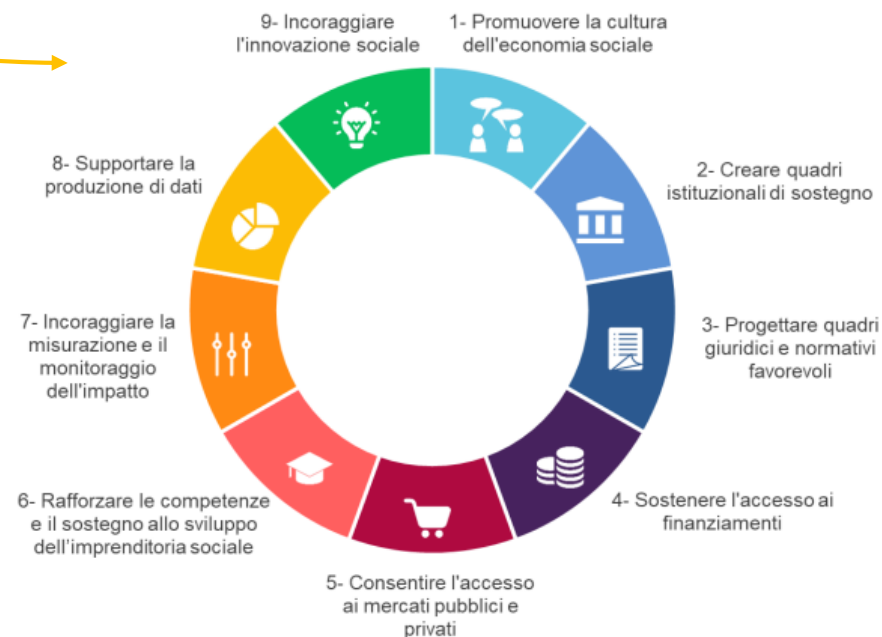 9- Incoraggiare
l'innovazione sociale
1- Promuovere la cultura
dell'economia sociale
2- Creare quadri
istituzionali di sostegno
3- Progettare quadri
giuridici e normativi
favorevoli
4- Sostenere l'accesso ai
finanziamenti
5- Consentire l'accesso
ai mercati pubblici e
privati
6- Rafforzare le competenze
e il sostegno allo sviluppo
dell’imprenditoria sociale
7- Incoraggiare la
misurazione e il
monitoraggio
dell'impatto
8- Supportare la
produzione di dati